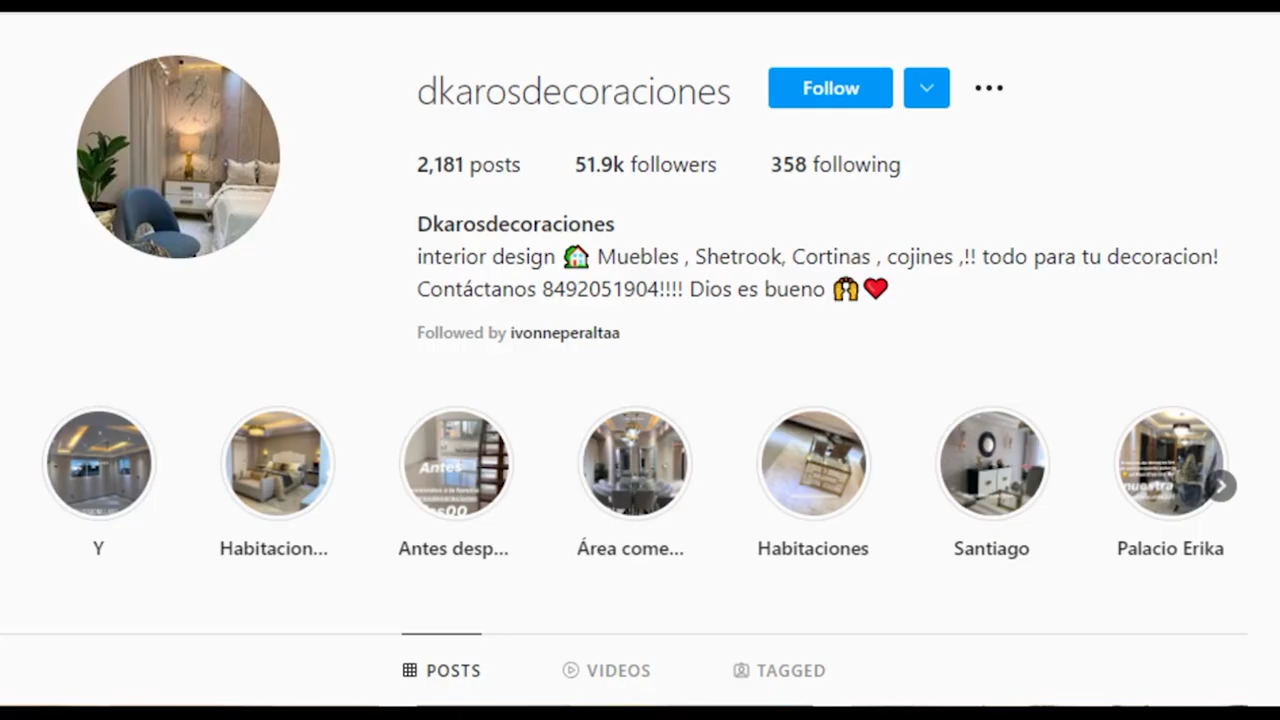 dkarosdecoraciones Follow
2,181 posts 51.9k followers 358 following
Dkarosdecoraciones
interior design 🏠 Muebles , Shetrook, Cortinas , cojines ,!! todo para tu decoracion!
Contáctanos 8492051904!!!! Dios es bueno 🙌❤️
Followed by ivonneperaltaa
Antes
nuestra
Y Habitacion... Antes desp... Área come... Habitaciones Santiago Palacio Erika
POSTS VIDEOS TAGGED